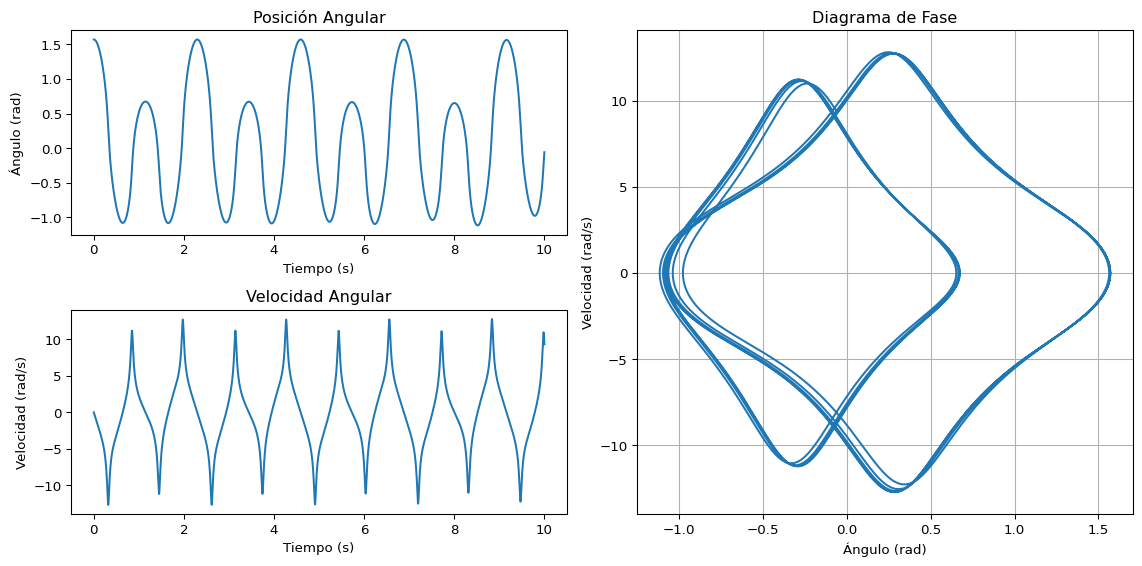 Posición Angular
Ángulo (rad)
1.5
1.0
0.5
0.0
−0.5
−1.0
0 2 4 6 8 10
Tiempo (s)
Velocidad Angular
Velocidad (rad/s)
10
5
0
−5
−10
0 2 4 6 8 10
Tiempo (s)
Diagrama de Fase
Velocidad (rad/s)
10
5
0
−5
−10
−1.0 −0.5 0.0 0.5 1.0 1.5
Ángulo (rad)